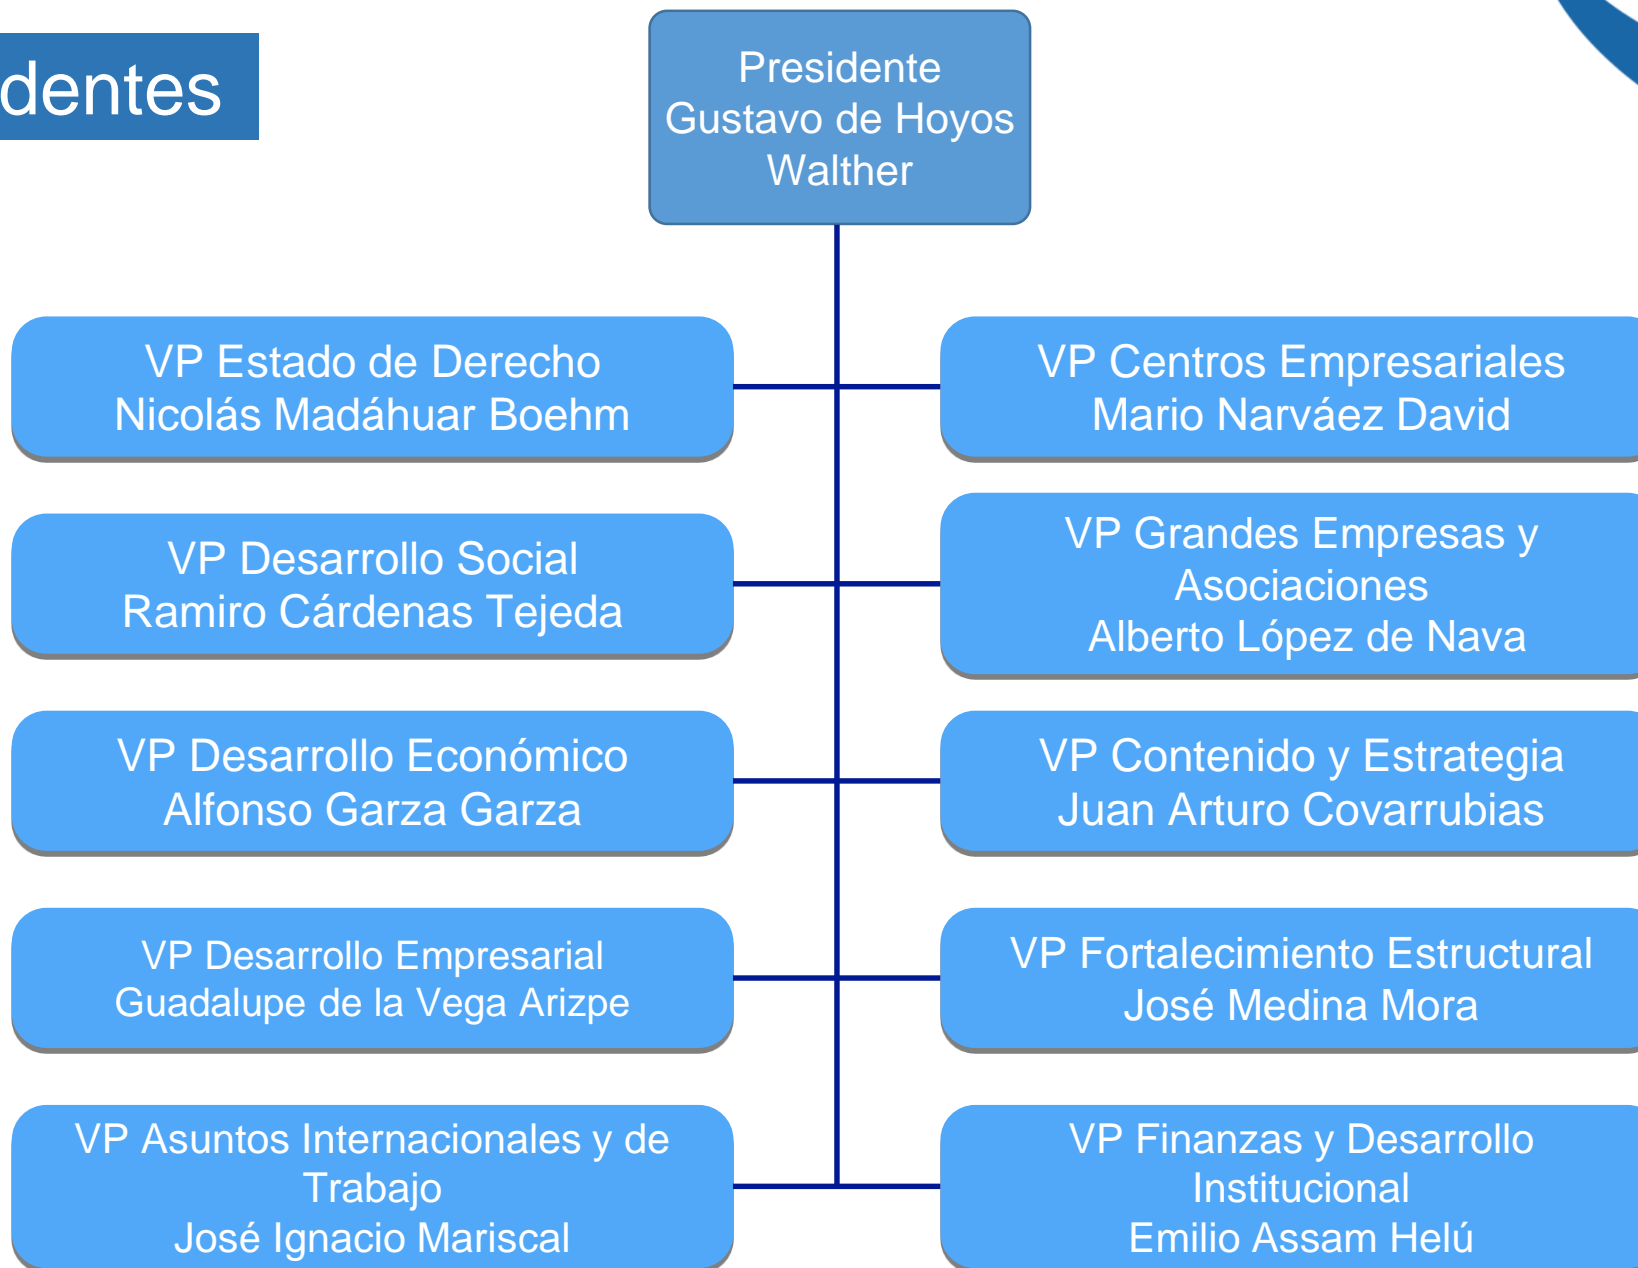 dentes
Presidente
Gustavo de Hoyos
Walther
VP Estado de Derecho
Nicolás Madáhuar Boehm
VP Centros Empresariales
Mario Narváez David
VP Desarrollo Social
Ramiro Cárdenas Tejeda
VP Grandes Empresas y
Asociaciones
Alberto López de Nava
VP Desarrollo Económico
Alfonso Garza Garza
VP Contenido y Estrategia
Juan Arturo Covarrubias
VP Desarrollo Empresarial
Guadalupe de la Vega Arizpe
VP Fortalecimiento Estructural
José Medina Mora
VP Asuntos Internacionales y de
Trabajo
José Ignacio Mariscal
VP Finanzas y Desarrollo
Institucional
Emilio Assam Helú